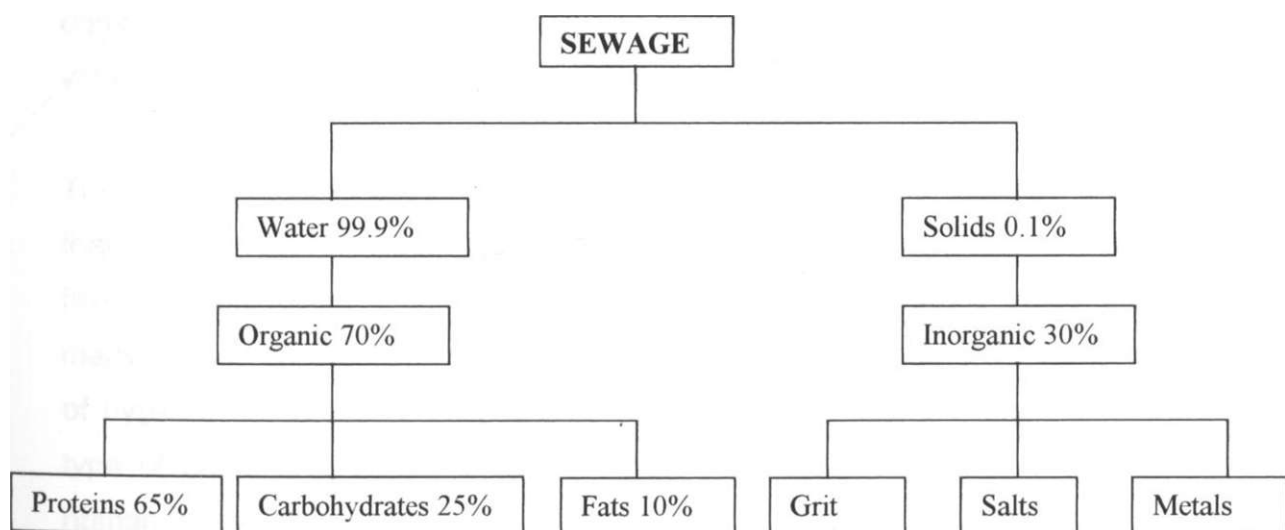 SEWAGE
Water 99.9%
Solids 0.1%
Organic 70%
Inorganic 30%
Proteins 65%
Carbohydrates 25%
Fats 10%
Grit
Salts
Metals